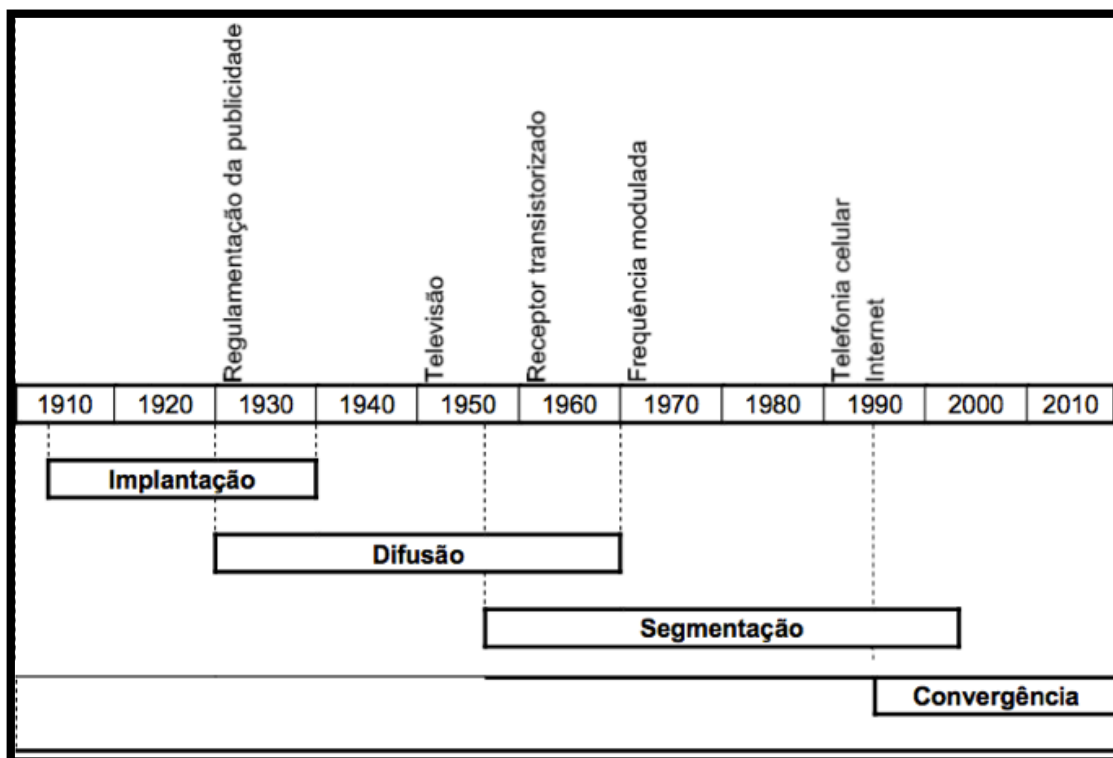 Regulamentação da publicidade
Televisão
Receptor transistorizado
Frequência modulada
Telefonia celular
Internet
1910 1920 1930 1940 1950 1960 1970 1980 1990 2000 2010
Implantação
Difusão
Segmentação
Convergência